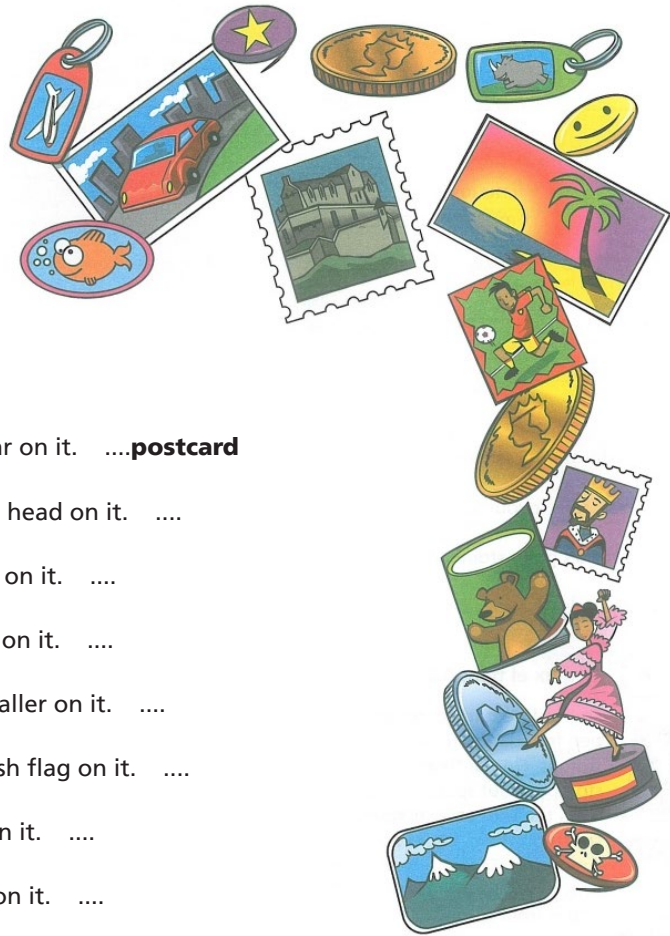 ar on it. ....postcard
head on it. ....
on it. ....
on it. ....
aller on it. ....
sh flag on it. ....
n it. ....
on it. ....